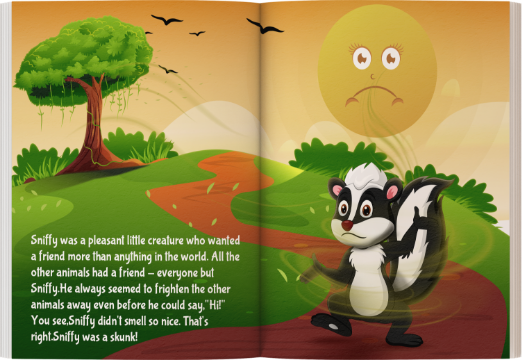 Sniffy was a pleasant little creature who wanted
a friend more than anything in the world. All the
other animals had a friend – everyone but
Sniffy.He always seemed to frighten the other
animals away even before he could say,"Hi!"
You see,Sniffy didn't smell so nice. That's
right.Sniffy was a skunk!